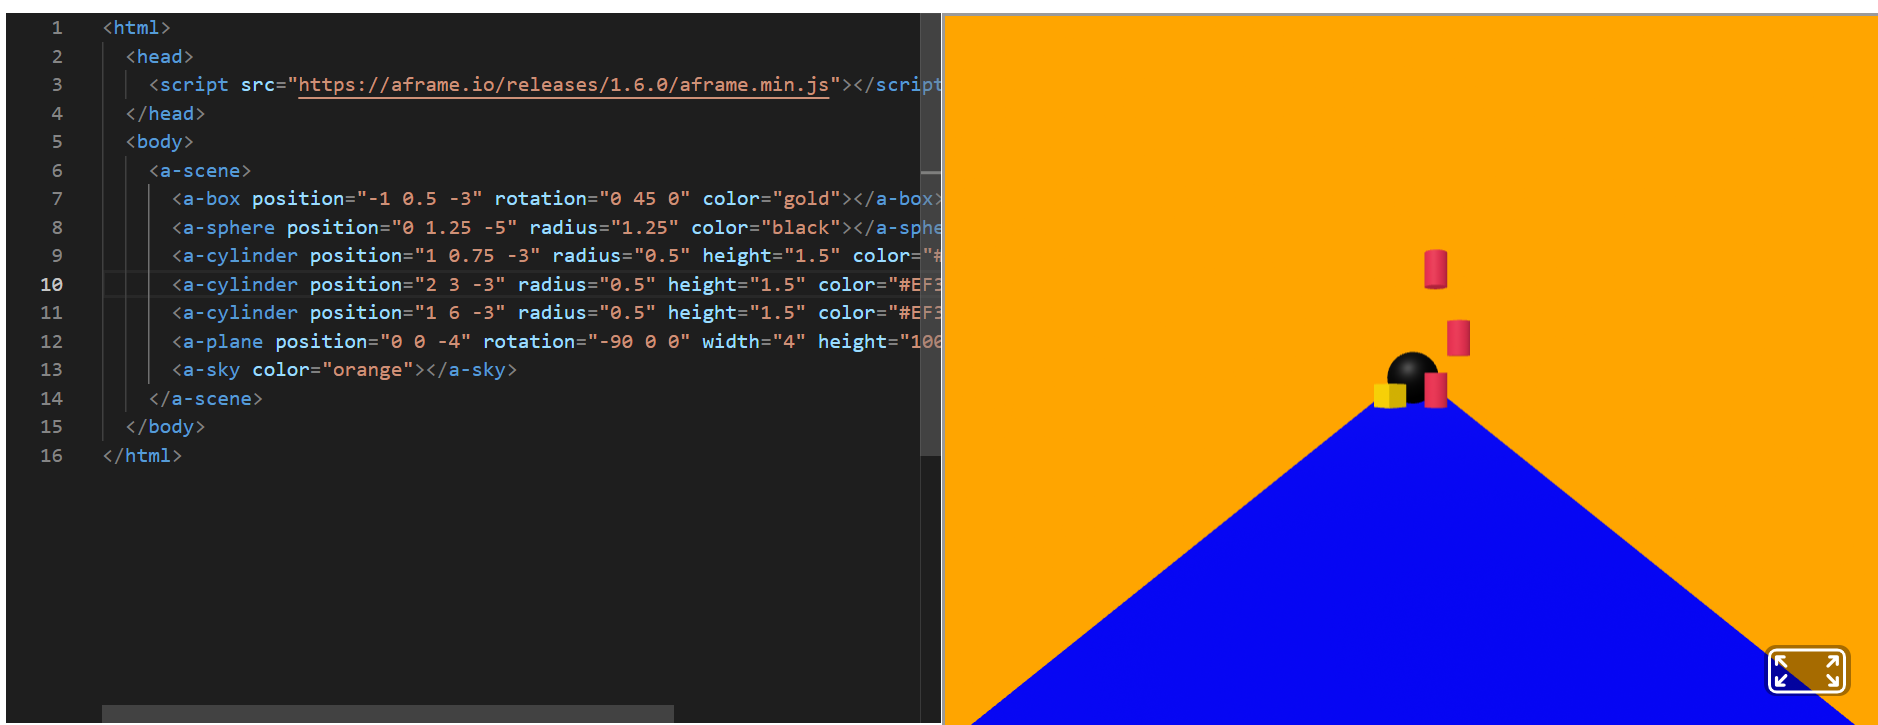 1 <html>
2 <head>
3 <script src="https://aframe.io/releases/1.6.0/aframe.min.js"></script
4 </head>
5 <body>
6 <a-scene>
7 <a-box position="-1 0.5 -3" rotation="0 45 0" color="gold"></a-box>
8 <a-sphere position="0 1.25 -5" radius="1.25" color="black"></a-sphe
9 <a-cylinder position="1 0.75 -3" radius="0.5" height="1.5" color="#
10 <a-cylinder position="2 3 -3" radius="0.5" height="1.5" color="#EF3
11 <a-cylinder position="1 6 -3" radius="0.5" height="1.5" color="#EF3
12 <a-plane position="0 0 -4" rotation="-90 0 0" width="4" height="100
13 <a-sky color="orange"></a-sky>
14 </a-scene>
15 </body>
16 </html>